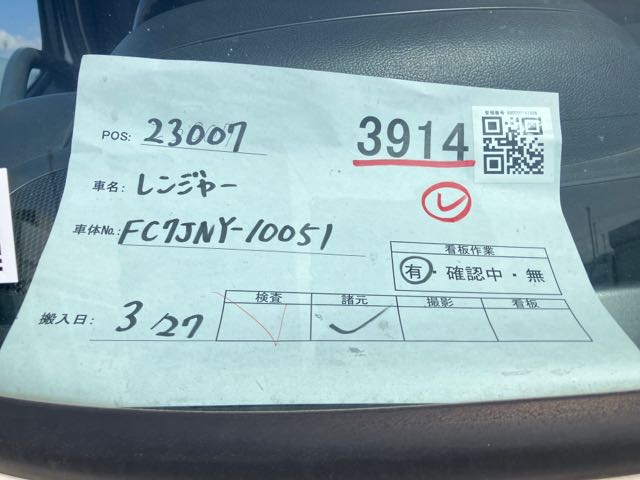 POS: 23007
3914
車名: レンジャー
車体No.: FC7JNY-10051
看板作業
有・確認中・無
搬入日: 3/27
検査 諸元 撮影 看板